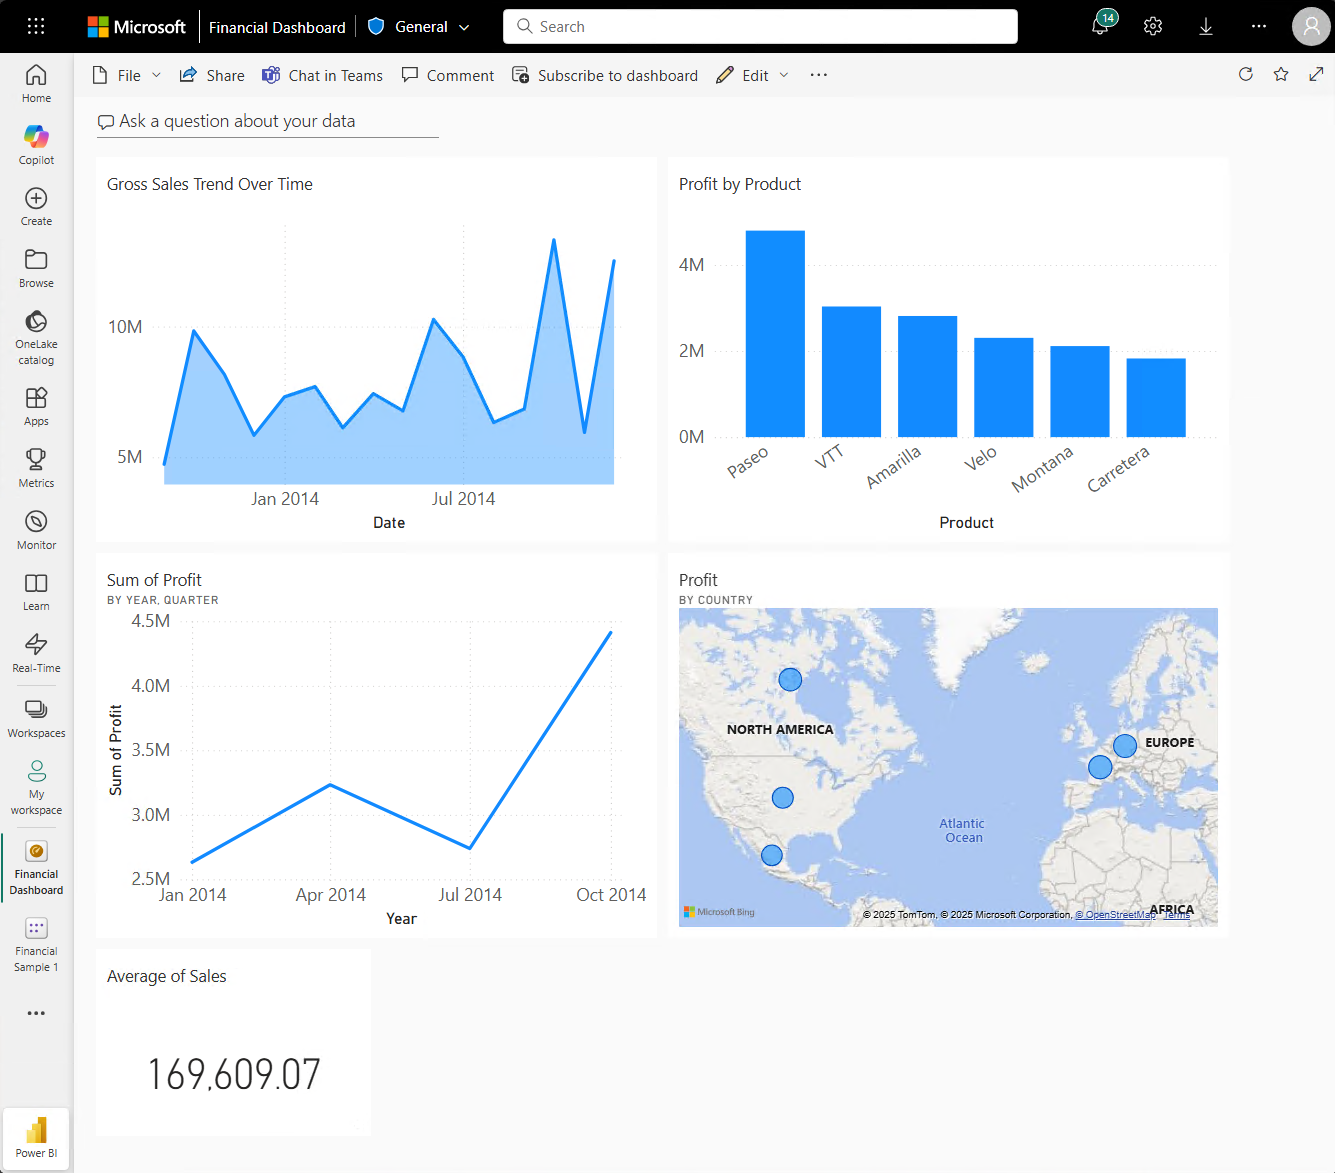 Microsoft
Financial Dashboard
General
Search
14
File
Share
Chat in Teams
Comment
Subscribe to dashboard
Edit
Home
Copilot
Create
Browse
OneLake
catalog
Apps
Metrics
Monitor
Learn
Real-Time
Workspaces
My
workspace
Financial
Dashboard
Financial
Sample 1
Power BI
Ask a question about your data
Gross Sales Trend Over Time
10M
5M
Jan 2014
Jul 2014
Date
Profit by Product
4M
2M
0M
Paseo
VTT
Amarilla
Velo
Montana
Carretera
Product
Sum of Profit
BY YEAR, QUARTER
4.5M
4.0M
3.5M
3.0M
2.5M
Sum of Profit
Jan 2014
Apr 2014
Jul 2014
Oct 2014
Year
Profit
BY COUNTRY
NORTH AMERICA
EUROPE
Atlantic
Ocean
AFRICA
Microsoft Bing
© 2025 TomTom, © 2025 Microsoft Corporation, © OpenStreetMap Terms
Average of Sales
169,609.07